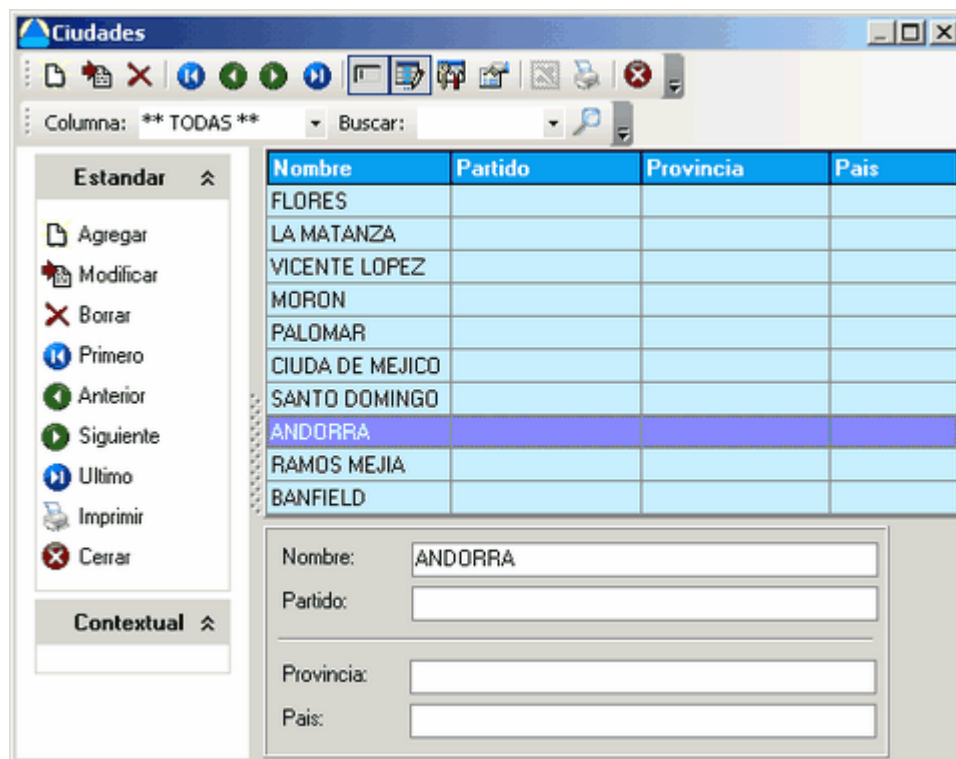 Ciudades
Columna: ** TODAS ** Buscar:
Estandar
Agregar
Modificar
Borrar
Primero
Anterior
Siguiente
Ultimo
Imprimir
Cerrar
Contextual
Nombre Partido Provincia Pais
FLORES
LA MATANZA
VICENTE LOPEZ
MORON
PALOMAR
CIUDA DE MEJICO
SANTO DOMINGO
ANDORRA
RAMOS MEJIA
BANFIELD
Nombre: ANDORRA
Partido:
Provincia:
Pais: